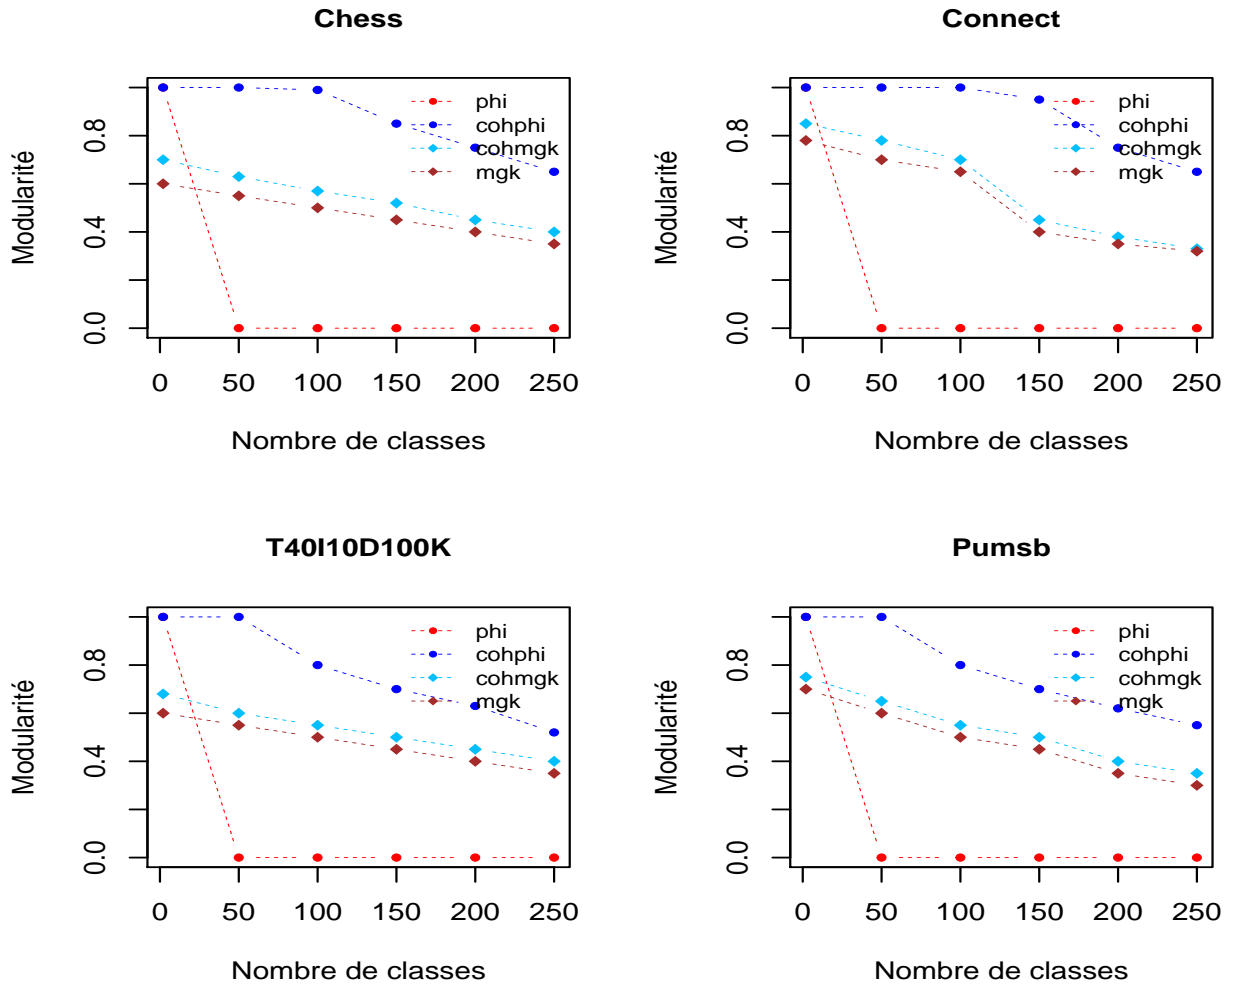 Chess
Modularité
0.0 0.4 0.8
phi
cohphi
cohmgk
mgk
0 50 100 150 200 250
Nombre de classes
Connect
Modularité
0.0 0.4 0.8
phi
cohphi
cohmgk
mgk
0 50 100 150 200 250
Nombre de classes
T40I10D100K
Modularité
0.0 0.4 0.8
phi
cohphi
cohmgk
mgk
0 50 100 150 200 250
Nombre de classes
Pumsb
Modularité
0.0 0.4 0.8
phi
cohphi
cohmgk
mgk
0 50 100 150 200 250
Nombre de classes